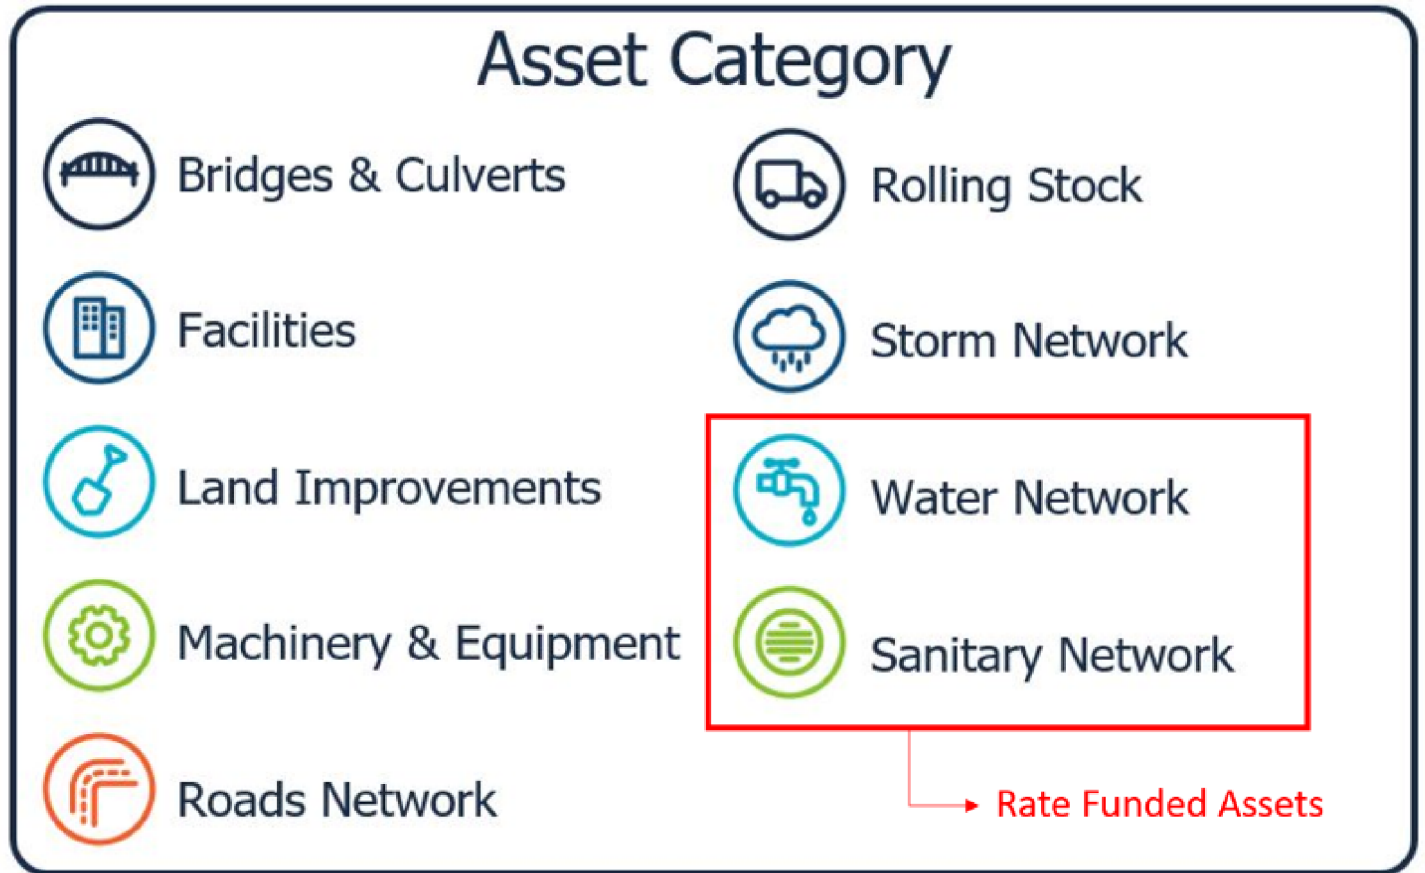 Asset Category
Bridges & Culverts
Facilities
Land Improvements
Machinery & Equipment
Roads Network
Rolling Stock
Storm Network
Water Network
Sanitary Network
Rate Funded Assets